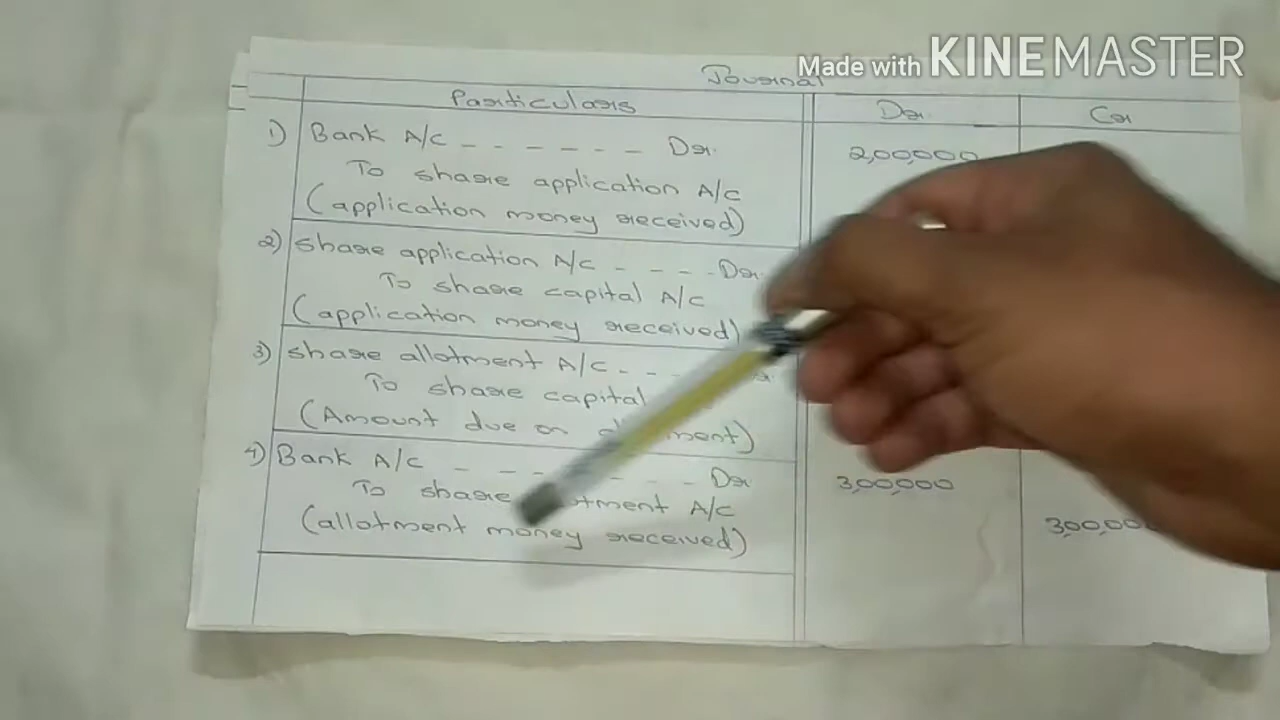 Made with KINEMASTER
Journal
Particulars Dr. Cr
1) Bank A/C - - - - - - Dr. 2,00,000
To share application A/C
(application money received)
2) share application A/C - - - - Dr.
To share capital A/C
(application money received)
3) share allotment A/C - - -
To share capital
(Amount due on
4) Bank A/C - - - - - - Dr 3,00,000
To share A/C
(allotment money received) 3,00,000